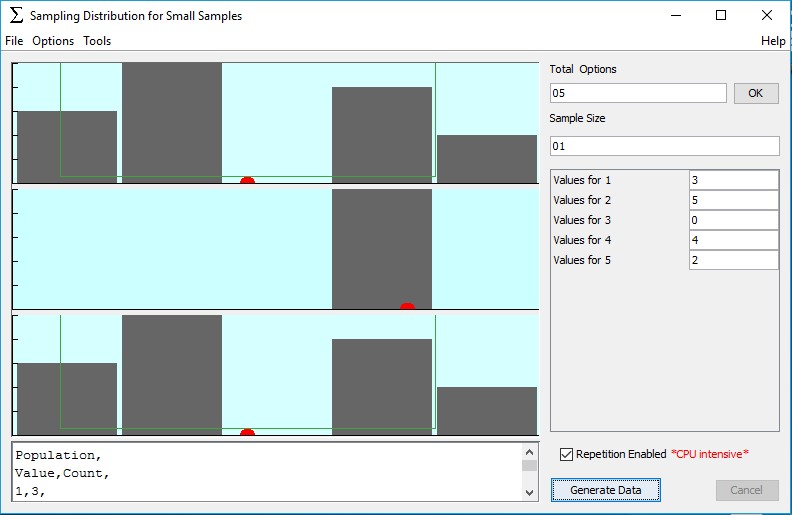 Σ Sampling Distribution for Small Samples
File Options Tools Help
Total Options
05 OK
Sample Size
01
Values for 1 3
Values for 2 5
Values for 3 0
Values for 4 4
Values for 5 2
Population,
Value,Count,
1,3,
Repetition Enabled *CPU intensive*
Generate Data Cancel